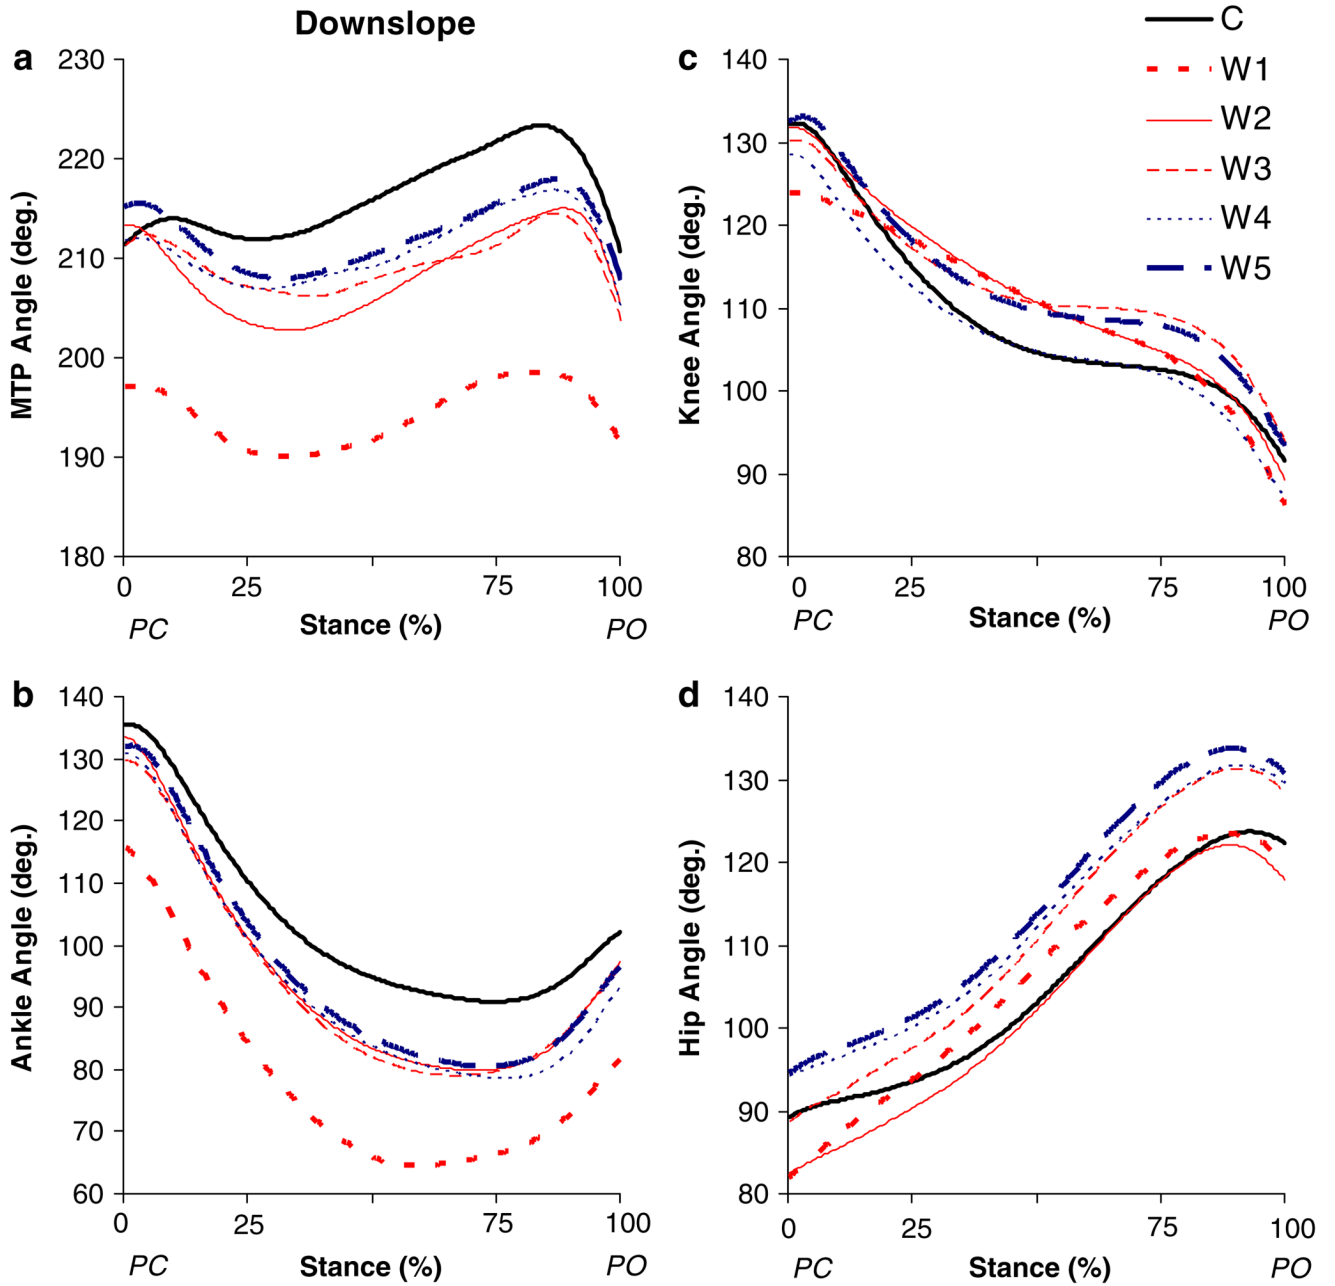 Downslope
C
W1
W2
W3
W4
W5
a
MTP Angle (deg.)
230
220
210
200
190
180
0
25
75
100
PC
Stance (%)
PO
c
Knee Angle (deg.)
140
130
120
110
100
90
80
0
25
75
100
PC
Stance (%)
PO
b
Ankle Angle (deg.)
140
130
120
110
100
90
80
70
60
0
25
75
100
PC
Stance (%)
PO
d
Hip Angle (deg.)
140
130
120
110
100
90
80
0
25
75
100
PC
Stance (%)
PO